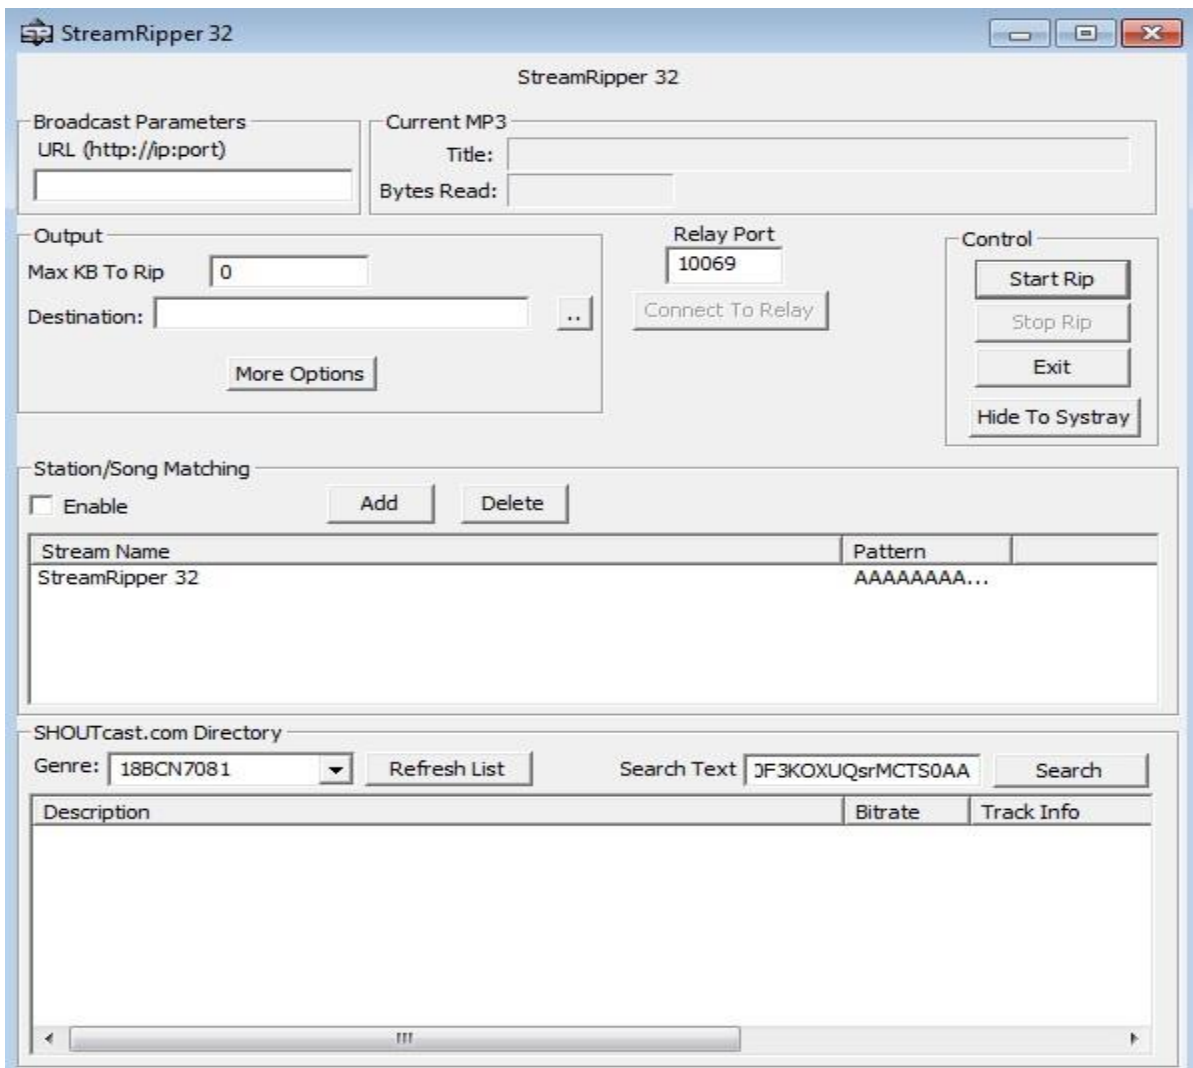 StreamRipper 32
StreamRipper 32
Broadcast Parameters
URL (http://ip:port)
Current MP3
Title:
Bytes Read:
Output
Max KB To Rip 0
Destination: ..
More Options
Relay Port
10069
Connect To Relay
Control
Start Rip
Stop Rip
Exit
Hide To Systray
Station/Song Matching
Enable Add Delete
Stream Name Pattern
StreamRipper 32 AAAAAAAA...
SHOUTcast.com Directory
Genre: 18BCN7081 Refresh List Search Text Search
Description Bitrate Track Info